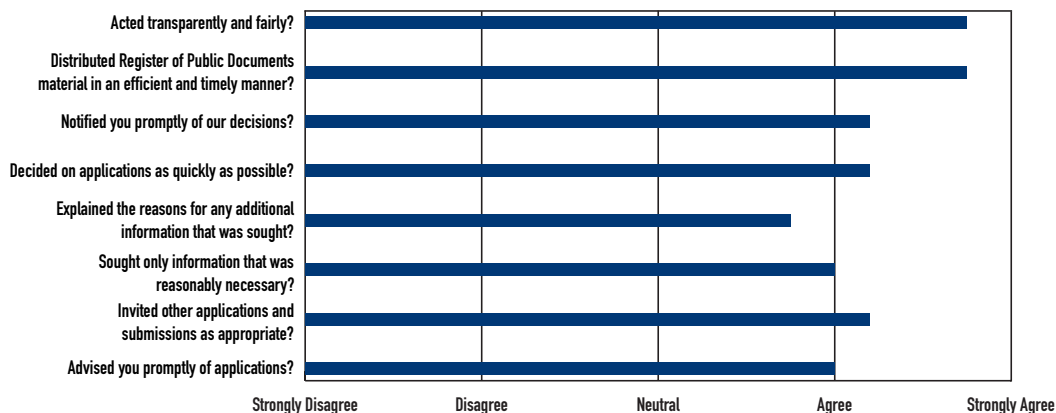 Acted transparently and fairly?
Distributed Register of Public Documents
material in an efficient and timely manner?
Notified you promptly of our decisions?
Decided on applications as quickly as possible?
Explained the reasons for any additional
information that was sought?
Sought only information that was
reasonably necessary?
Invited other applications and
submissions as appropriate?
Advised you promptly of applications?
Strongly Disagree
Disagree
Neutral
Agree
Strongly Agree